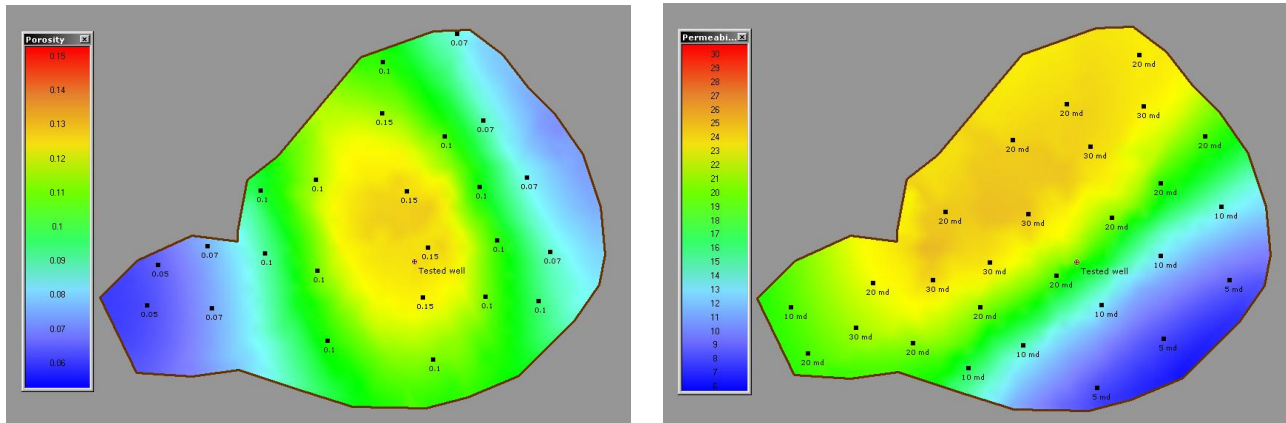 Porosity
0.15
0.14
0.13
0.12
0.11
0.1
0.09
0.08
0.07
0.06
0.07
0.1
0.15
0.07
0.1
0.07
0.1
0.1
0.1
0.15
0.1
0.07
0.15
0.07
0.1
Tested well
0.05
0.1
0.15
0.1
0.1
0.05
0.07
0.1
0.1
Permeabi...
30
29
28
27
26
25
24
23
22
21
20
19
18
17
16
15
14
13
12
11
10
9
8
7
6
20 md
20 md
30 md
20 md
20 md
30 md
20 md
10 md
20 md
30 md
20 md
10 md
30 md
Tested well
20 md
5 md
30 md
20 md
10 md
10 md
20 md
30 md
5 md
20 md
10 md
20 md
10 md
5 md